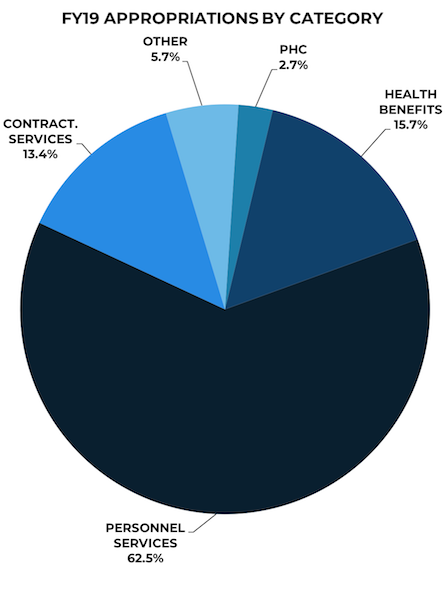 FY19 APPROPRIATIONS BY CATEGORY
OTHER
5.7%
PHC
2.7%
HEALTH
BENEFITS
15.7%
CONTRACT.
SERVICES
13.4%
PERSONNEL
SERVICES
62.5%